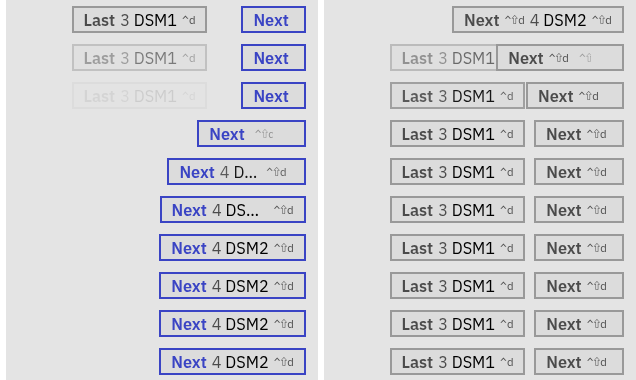 Last 3 DSM1 ^d Next Next ^⇧d 4 DSM2 ^⇧d
Last 3 DSM1 ^d Next Last 3 DSM1 Next ^⇧d ^⇧
Last 3 DSM1 ^d Next Last 3 DSM1 ^d Next ^⇧d
Next ^⇧c Last 3 DSM1 ^d Next ^⇧d
Next 4 D... ^⇧d Last 3 DSM1 ^d Next ^⇧d
Next 4 DS... ^⇧d Last 3 DSM1 ^d Next ^⇧d
Next 4 DSM2 ^⇧d Last 3 DSM1 ^d Next ^⇧d
Next 4 DSM2 ^⇧d Last 3 DSM1 ^d Next ^⇧d
Next 4 DSM2 ^⇧d Last 3 DSM1 ^d Next ^⇧d
Next 4 DSM2 ^⇧d Last 3 DSM1 ^d Next ^⇧d